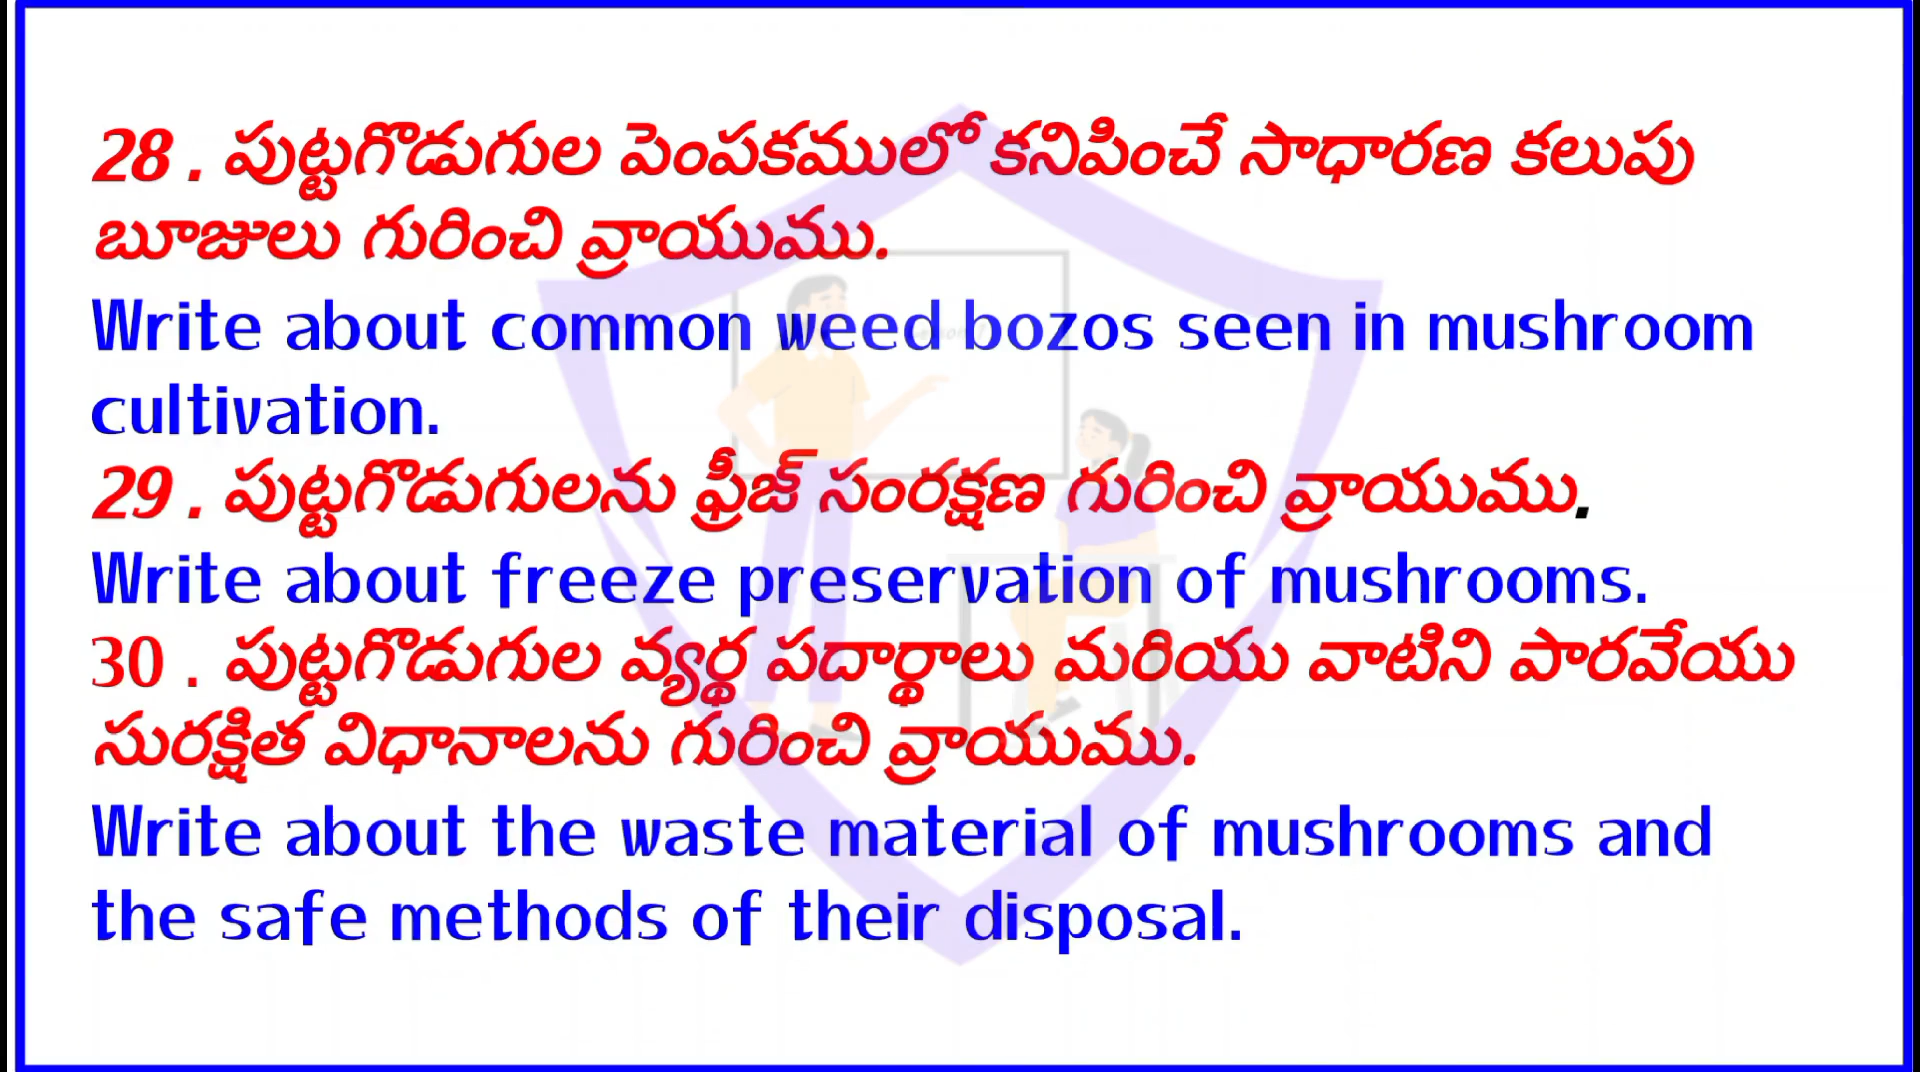 28 . పుట్టగొడుగుల పెంపకములో కనిపించే సాధారణ కలుపు
బూజులు గురించి వ్రాయుము.
Write about common weed bozos seen in mushroom
cultivation.
29 . పుట్టగొడుగులను ఫ్రీజ్ సంరక్షణ గురించి వ్రాయుము.
Write about freeze preservation of mushrooms.
30 . పుట్టగొడుగుల వ్యర్థ పదార్థాలు మరియు వాటిని పారవేయు
సురక్షిత విధానాలను గురించి వ్రాయుము.
Write about the waste material of mushrooms and
the safe methods of their disposal.